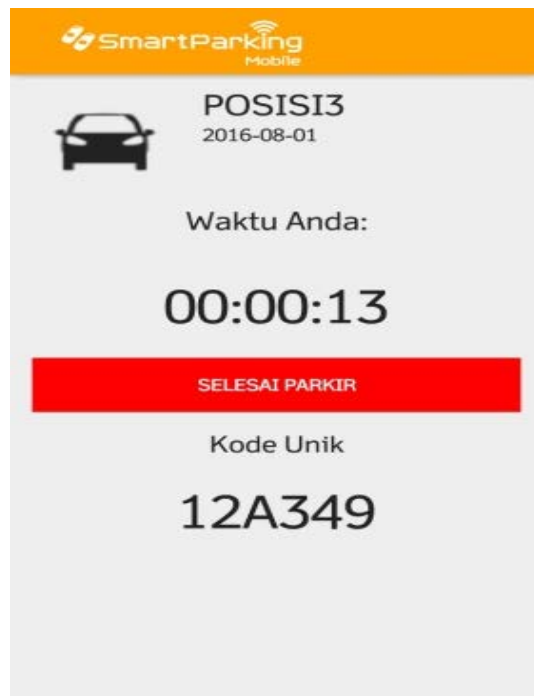 SmartParking
Mobile
POSISI3
2016-08-01
Waktu Anda:
00:00:13
SELESAI PARKIR
Kode Unik
12A349